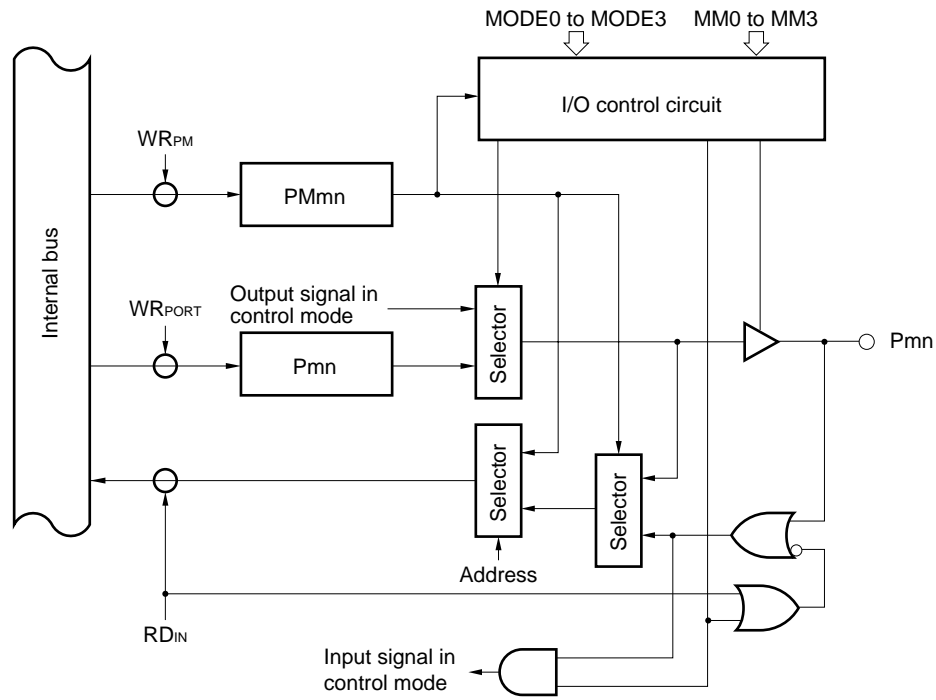 MODE0 to MODE3
MM0 to MM3
I/O control circuit
Internal bus
WRPM
PMmn
Output signal in
control mode
WRPORT
Pmn
Selector
Pmn
Selector
Selector
Address
RDIN
Input signal in
control mode